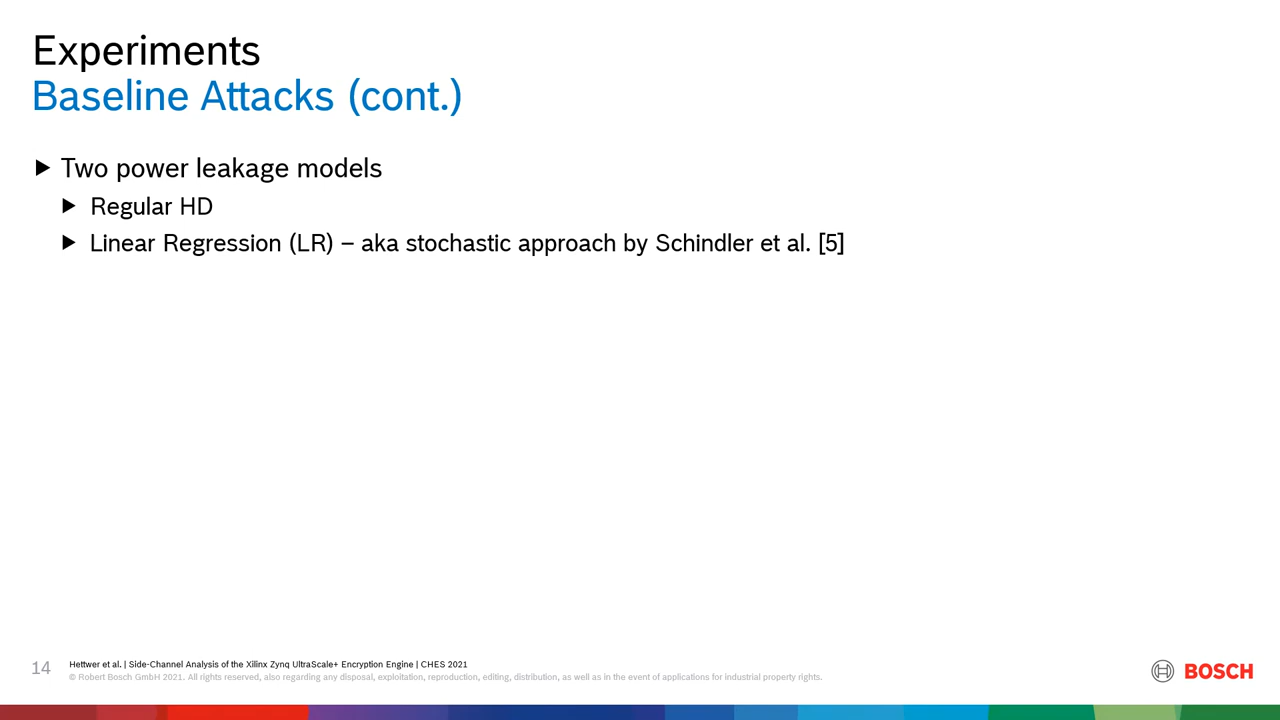 Experiments
Baseline Attacks (cont.)
Two power leakage models
Regular HD
Linear Regression (LR) – aka stochastic approach by Schindler et al. [5]
14
Hettwer et al. | Side-Channel Analysis of the Xilinx Zynq UltraScale+ Encryption Engine | CHES 2021
© Robert Bosch GmbH 2021. All rights reserved, also regarding any disposal, exploitation, reproduction, editing, distribution, as well as in the event of applications for industrial property rights.
BOSCH